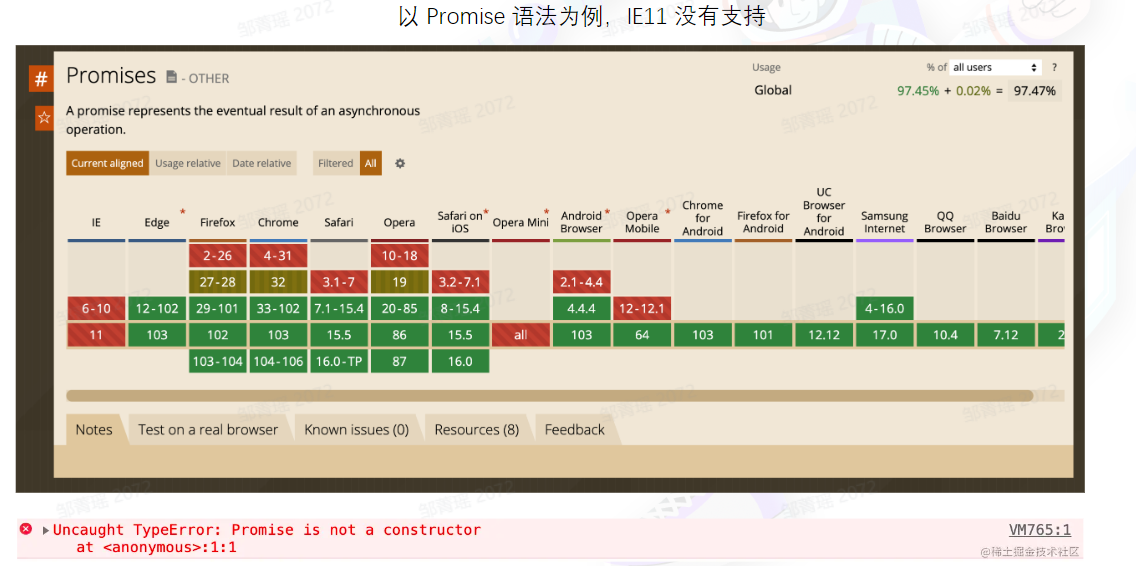 以 Promise 语法为例，IE11 没有支持
# Promises - OTHER
Usage % of all users ?
Global 97.45% + 0.02% = 97.47%
☆ A promise represents the eventual result of an asynchronous
operation.
Current aligned Usage relative Date relative Filtered All
IE Edge * Firefox Chrome Safari Opera Safari on iOS * Opera Mini * Android Browser * Opera Mobile * Chrome for Android Firefox for Android UC Browser for Android Samsung Internet QQ Browser Baidu Browser Ka Bro
2-26 4-31 10-18
27-28 32 3.1-7 19 3.2-7.1 2.1-4.4
6-10 12-102 29-101 33-102 7.1-15.4 20-85 8-15.4 4.4.4 12-12.1 4-16.0
11 103 102 103 15.5 86 15.5 all 103 64 103 101 12.12 17.0 10.4 7.12 2
103-104 104-106 16.0-TP 87 16.0
Notes Test on a real browser Known issues (0) Resources (8) Feedback
Uncaught TypeError: Promise is not a constructor VM765:1
at <anonymous>:1:1
@稀土掘金技术社区
邹菁瑶 2072